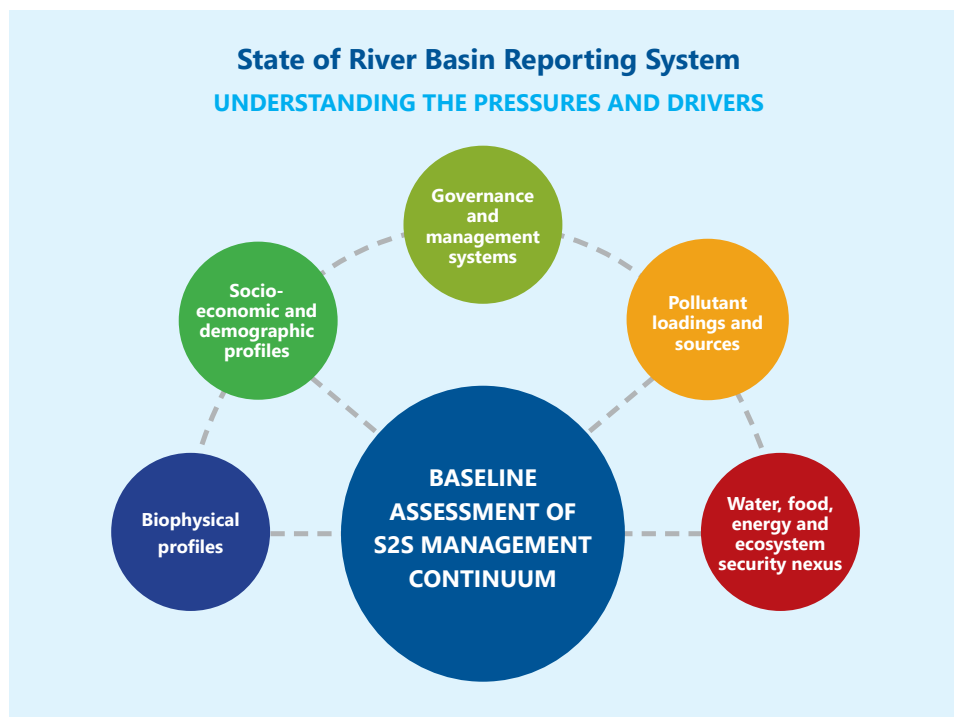 State of River Basin Reporting System
UNDERSTANDING THE PRESSURES AND DRIVERS
Governance
and
management
systems
Socio-
economic and
demographic
profiles
Pollutant
loadings and
sources
Biophysical
profiles
BASELINE
ASSESSMENT OF
S2S MANAGEMENT
CONTINUUM
Water, food,
energy and
ecosystem
security nexus